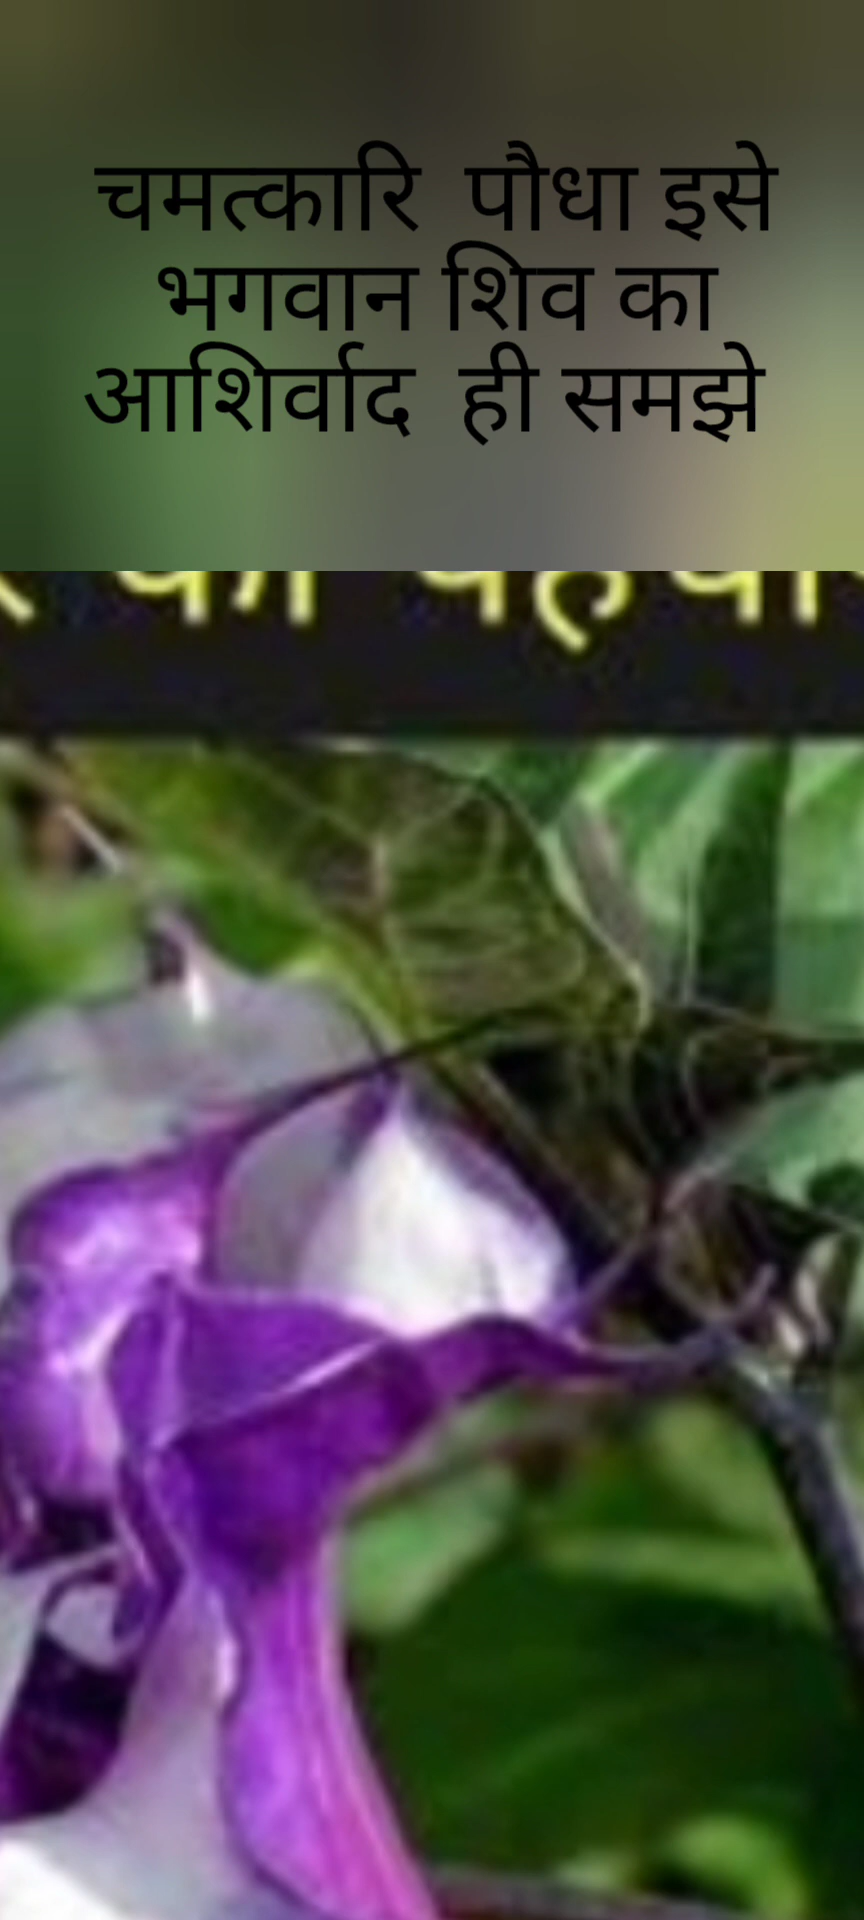 चमत्कारि पौधा इसे
भगवान शिव का
आशिर्वाद ही समझे